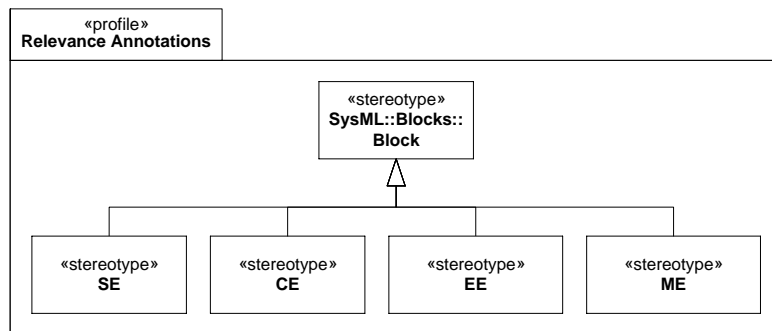 «profile»
Relevance Annotations
«stereotype»
SysML::Blocks::
Block
«stereotype»
SE
«stereotype»
CE
«stereotype»
EE
«stereotype»
ME